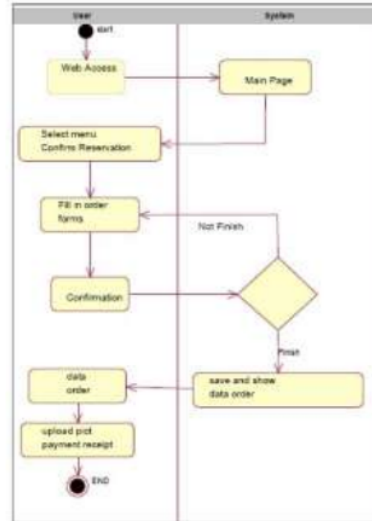 User
System
start
Web Access
Main Page
Select menu
Confirm Reservation
Fill in order
forms
Not Finish
Confirmation
Finish
data
order
save and show
data order
upload pict
payment receipt
END